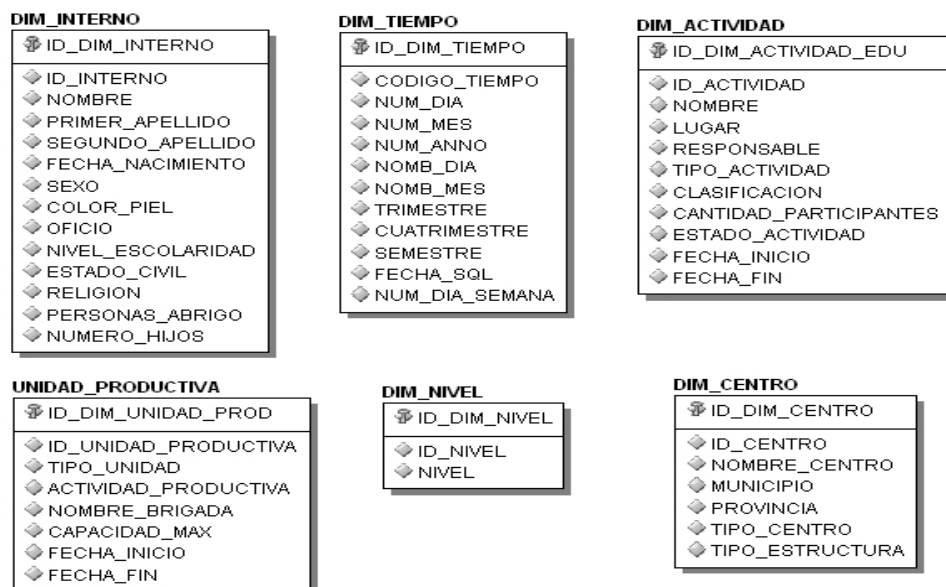 DIM_INTERNO
ID_DIM_INTERNO
ID_INTERNO
NOMBRE
PRIMER_APELLIDO
SEGUNDO_APELLIDO
FECHA_NACIMIENTO
SEXO
COLOR_PIEL
OFICIO
NIVEL_ESCOLARIDAD
ESTADO_CIVIL
RELIGION
PERSONAS_ABRIGO
NUMERO_HIJOS
DIM_TIEMPO
ID_DIM_TIEMPO
CODIGO_TIEMPO
NUM_DIA
NUM_MES
NUM_ANNO
NOMB_DIA
NOMB_MES
TRIMESTRE
CUATRIMESTRE
SEMESTRE
FECHA_SQL
NUM_DIA_SEMANA
DIM_ACTIVIDAD
ID_DIM_ACTIVIDAD_EDU
ID_ACTIVIDAD
NOMBRE
LUGAR
RESPONSABLE
TIPO_ACTIVIDAD
CLASIFICACION
CANTIDAD_PARTICIPANTES
ESTADO_ACTIVIDAD
FECHA_INICIO
FECHA_FIN
UNIDAD_PRODUCTIVA
ID_DIM_UNIDAD_PROD
ID_UNIDAD_PRODUCTIVA
TIPO_UNIDAD
ACTIVIDAD_PRODUCTIVA
NOMBRE_BRIGADA
CAPACIDAD_MAX
FECHA_INICIO
FECHA_FIN
DIM_NIVEL
ID_DIM_NIVEL
ID_NIVEL
NIVEL
DIM_CENTRO
ID_DIM_CENTRO
ID_CENTRO
NOMBRE_CENTRO
MUNICIPIO
PROVINCIA
TIPO_CENTRO
TIPO_ESTRUCTURA